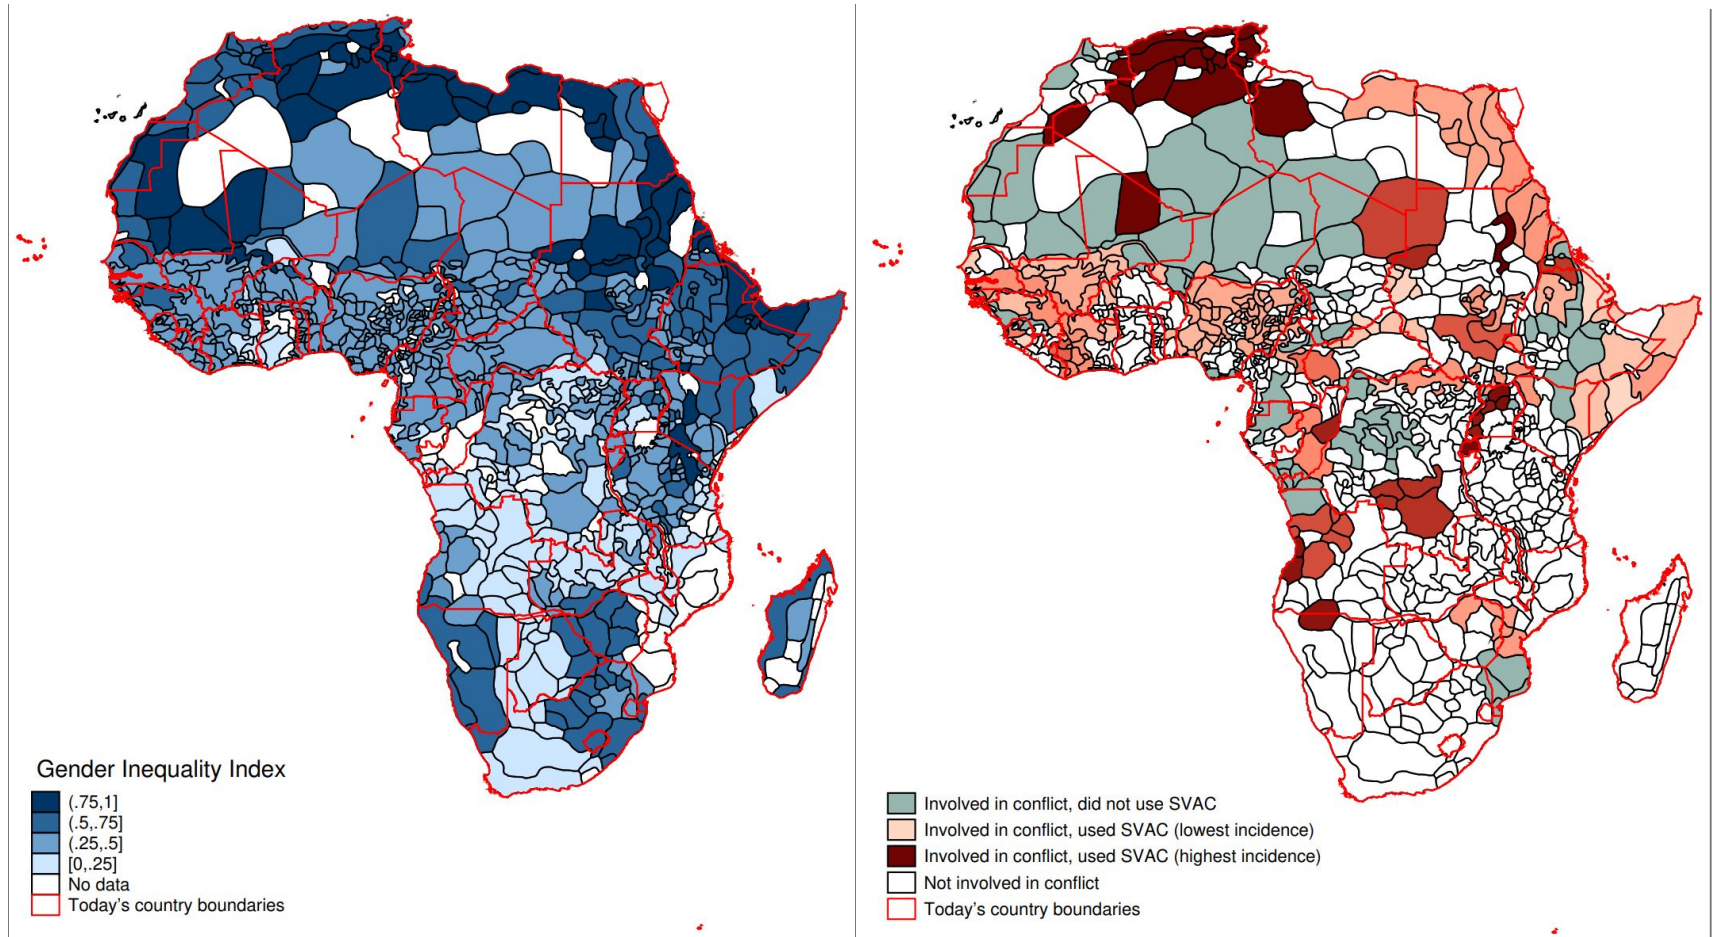 Gender Inequality Index
(.75,1]
(.5,.75]
(.25,.5]
[0,.25]
No data
Today's country boundaries
Involved in conflict, did not use SVAC
Involved in conflict, used SVAC (lowest incidence)
Involved in conflict, used SVAC (highest incidence)
Not involved in conflict
Today's country boundaries